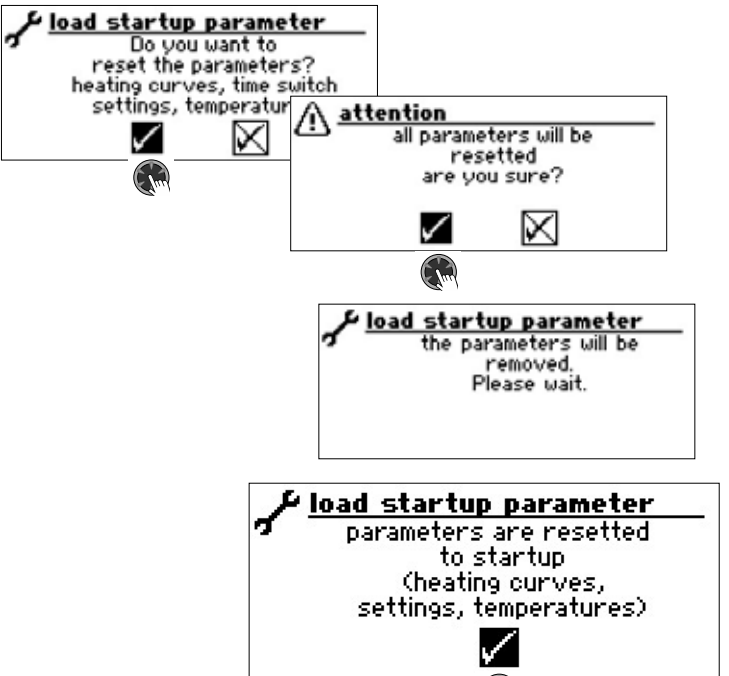 load startup parameter
Do you want to
reset the parameters?
heating curves, time switch
settings, temperatur
attention
all parameters will be
resetted
are you sure?
load startup parameter
the parameters will be
removed.
Please wait.
load startup parameter
parameters are resetted
to startup
(heating curves,
settings, temperatures)